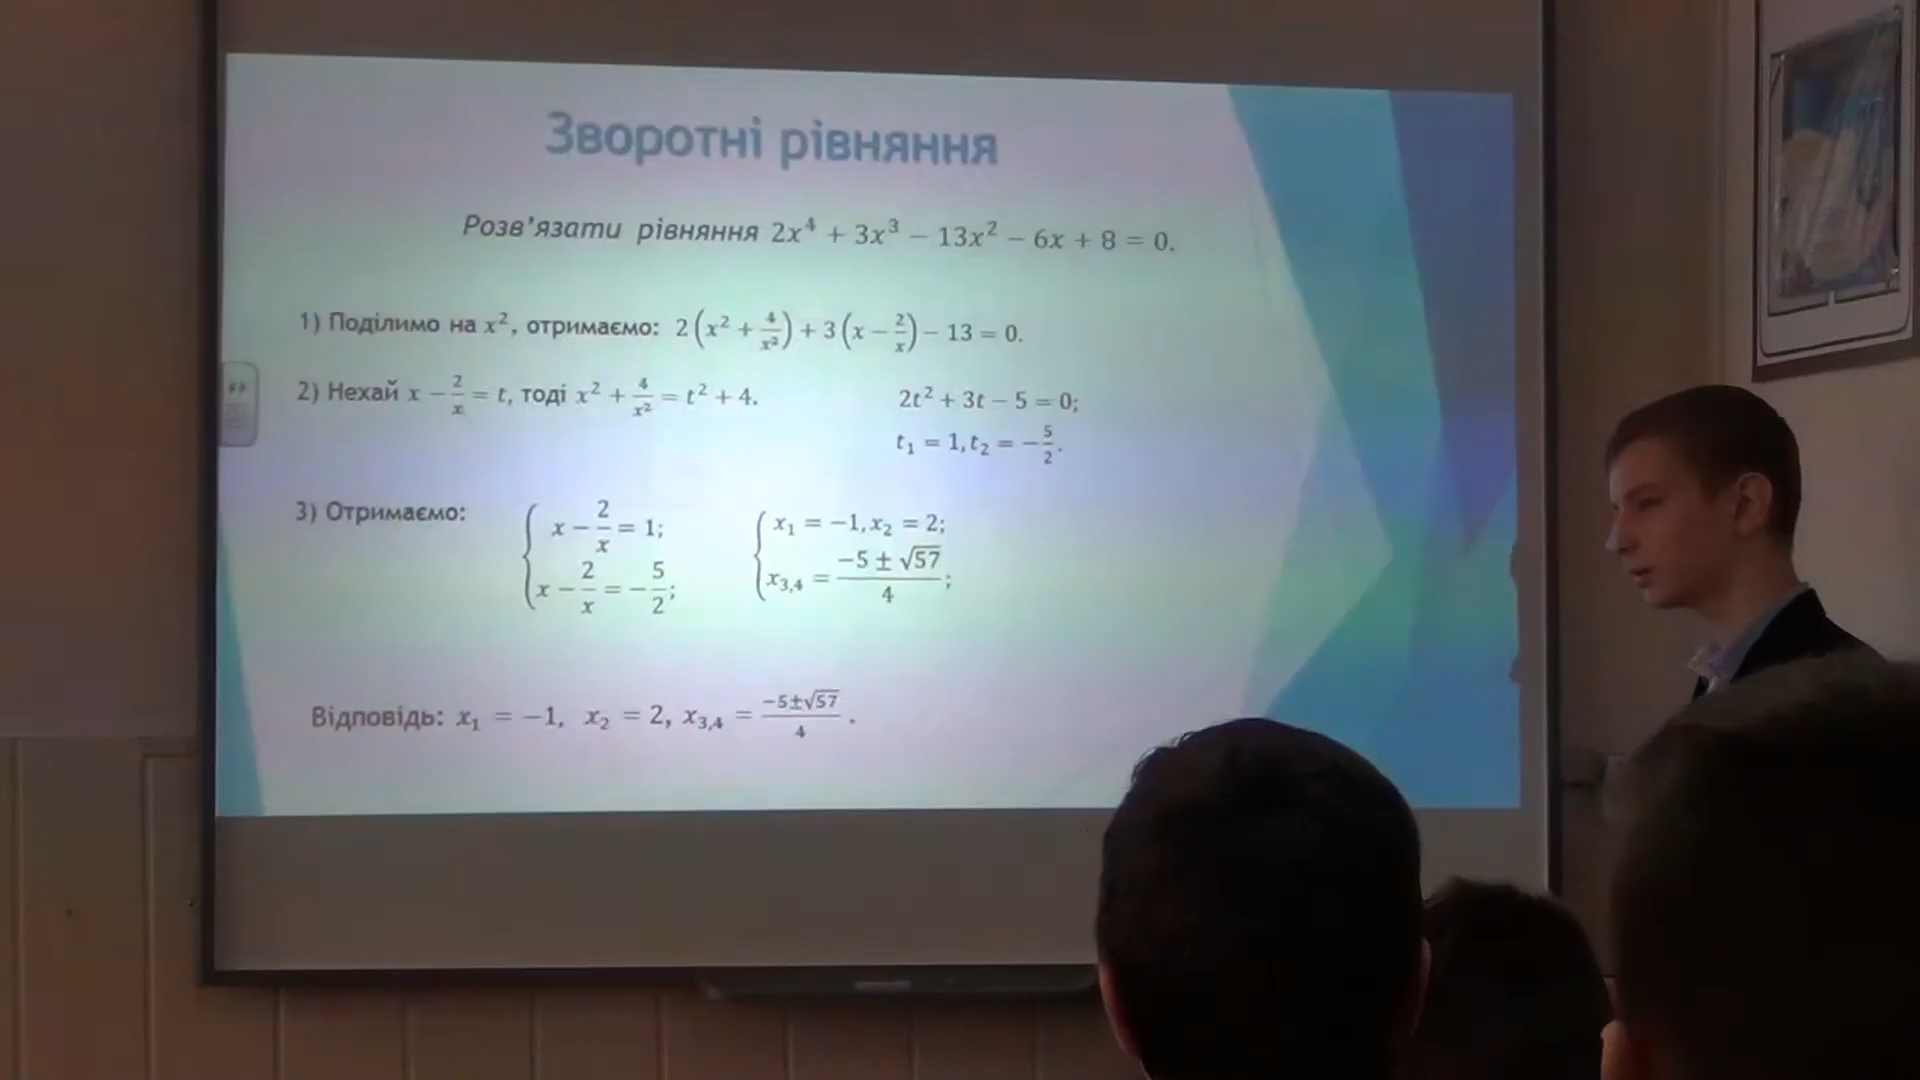 Зворотні рівняння
Розв'язати рівняння 2x⁴ + 3x³ − 13x² − 6x + 8 = 0.
1) Поділимо на x², отримаємо: 2(x² + 4/x²) + 3(x − 2/x) − 13 = 0.
2) Нехай x − 2/x = t, тоді x² + 4/x² = t² + 4. 2t² + 3t − 5 = 0;
t₁ = 1, t₂ = −5/2.
3) Отримаємо: { x − 2/x = 1; { x₁ = −1, x₂ = 2;
x − 2/x = −5/2; x₃,₄ = (−5 ± √57)/4;
Відповідь: x₁ = −1, x₂ = 2, x₃,₄ = (−5±√57)/4 .